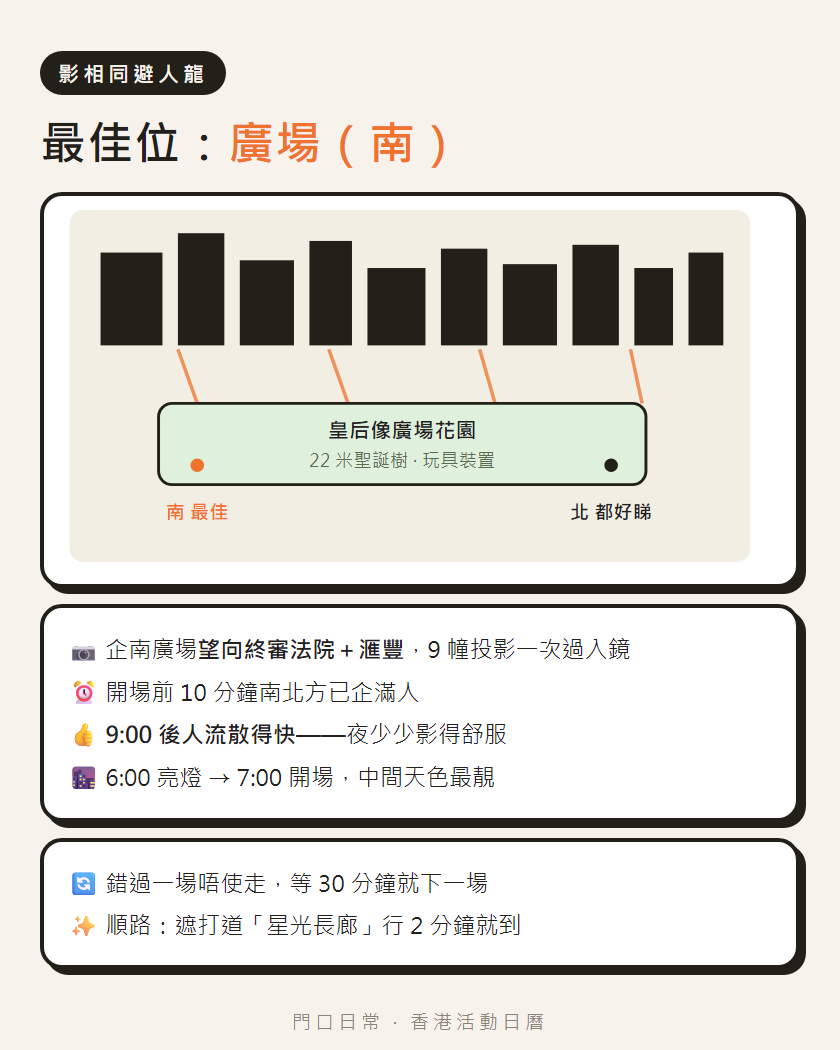 影相同避人龍
最佳位：廣場（南）
皇后像廣場花園
22 米聖誕樹 · 玩具裝置
南 最佳
北 都好睇
📷 企南廣場望向終審法院 + 滙豐，9 幢投影一次過入鏡
⏰ 開場前 10 分鐘南北方已企滿人
👍 9:00 後人流散得快——夜少少影得舒服
🌆 6:00 亮燈 → 7:00 開場，中間天色最靚
🔄 錯過一場唔使走，等 30 分鐘就下一場
✨ 順路：遮打道「星光長廊」行 2 分鐘就到
門口日常 · 香港活動日曆